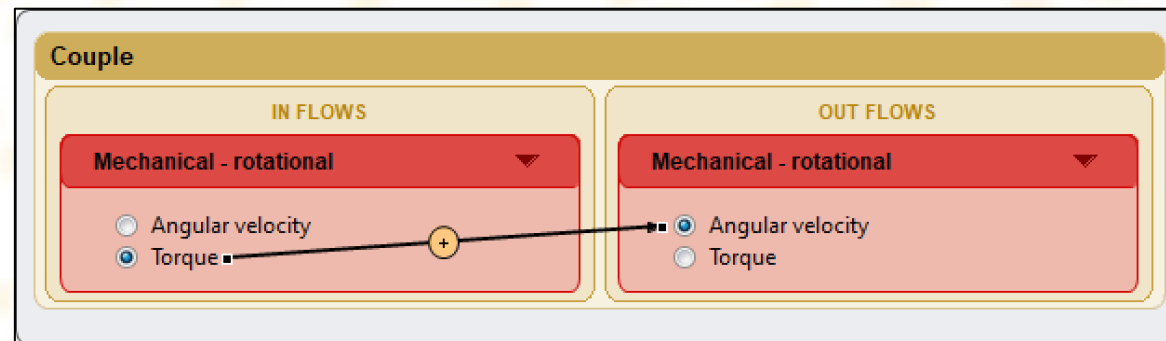 Couple
IN FLOWS
Mechanical - rotational
Angular velocity
Torque
+
OUT FLOWS
Mechanical - rotational
Angular velocity
Torque